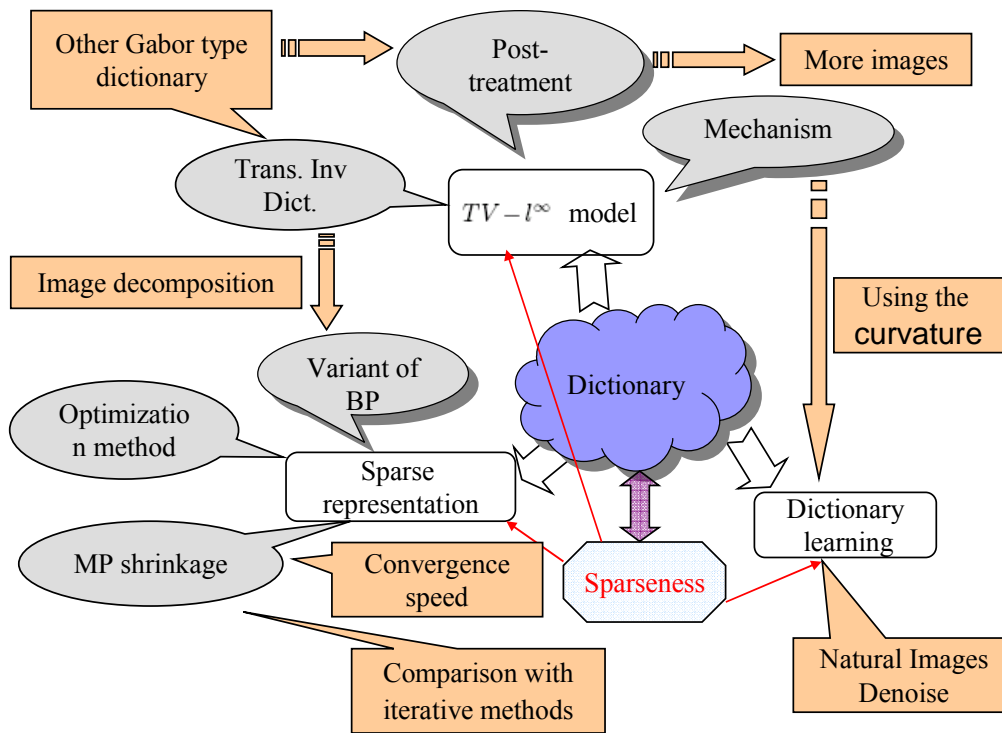 Other Gabor type
dictionary
Post-
treatment
More images
Mechanism
Trans. Inv
Dict.
TV − l^∞ model
Image decomposition
Using the
curvature
Variant of
BP
Dictionary
Optimizatio
n method
Sparse
representation
Dictionary
learning
MP shrinkage
Convergence
speed
Sparseness
Natural Images
Denoise
Comparison with
iterative methods